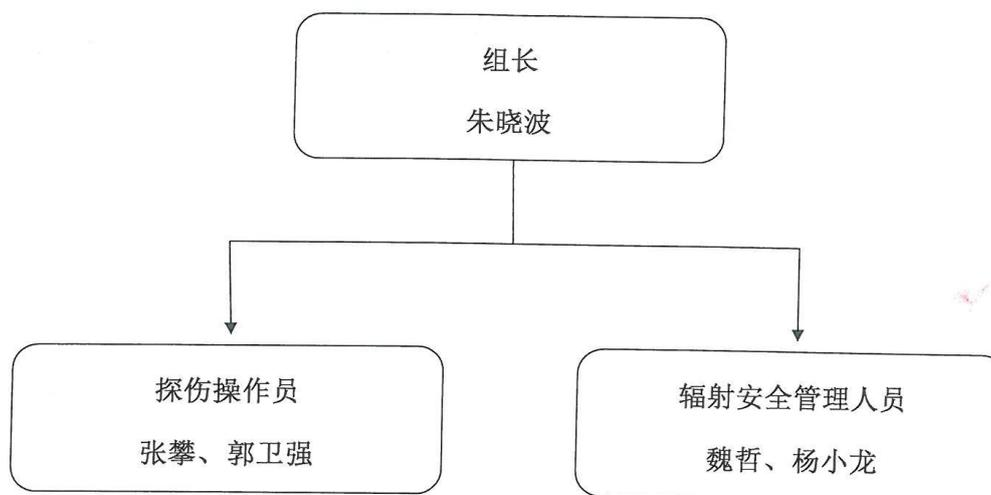 组长
朱晓波
探伤操作员
张攀、郭卫强
辐射安全管理人员
魏哲、杨小龙